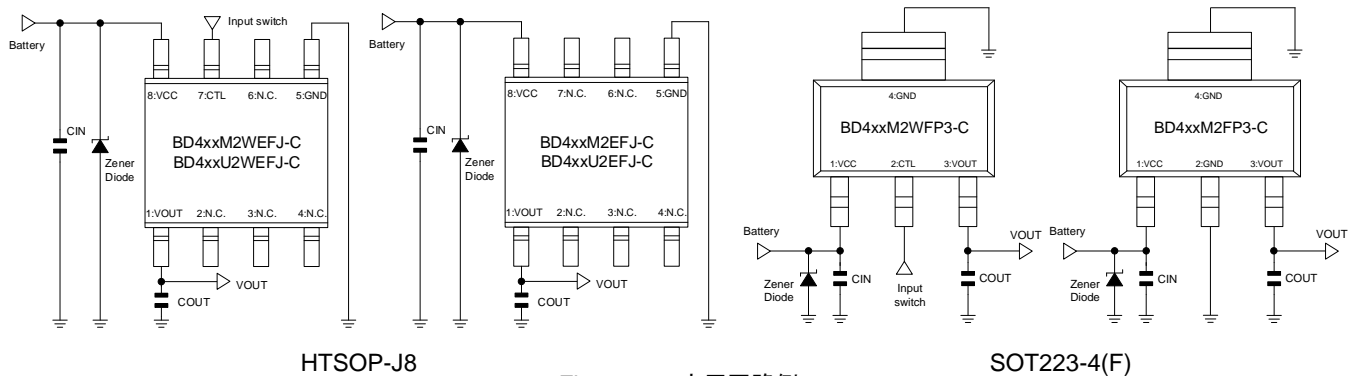 Battery
CIN
Zener
Diode
Input switch
8:VCC 7:CTL 6:N.C. 5:GND
BD4xxM2WEFJ-C
BD4xxU2WEFJ-C
1:VOUT 2:N.C. 3:N.C. 4:N.C.
VOUT
COUT
Battery
CIN
Zener
Diode
8:VCC 7:N.C. 6:N.C. 5:GND
BD4xxM2EFJ-C
BD4xxU2EFJ-C
1:VOUT 2:N.C. 3:N.C. 4:N.C.
VOUT
COUT
4:GND
BD4xxM2WFP3-C
1:VCC 2:CTL 3:VOUT
Battery
Zener
Diode
CIN
Input
switch
VOUT
COUT
4:GND
BD4xxM2FP3-C
1:VCC 2:GND 3:VOUT
Battery
Zener
Diode
CIN
VOUT
COUT
HTSOP-J8
SOT223-4(F)